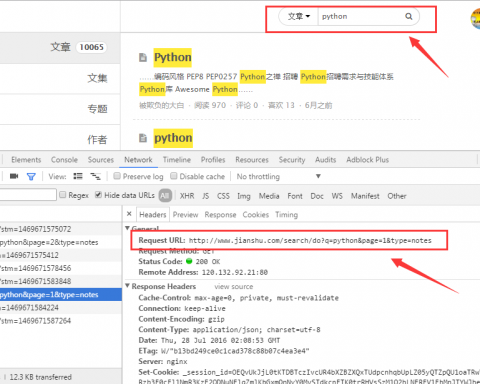 文章 python
文章 10065
Python
......编码风格 PEP8 PEP0257 Python之禅 招聘 Python招聘需求与技能体系
Python库 Awesome Python......
被欺负的大白 · 阅读 970 · 评论 0 · 喜欢 13 · 6月之前
文集
专题
python
作者
Elements Console Sources Network Timeline Profiles Resources Security Audits Adblock Plus
View: Preserve log Disable cache No throttling
Regex Hide data URLs All XHR JS CSS Img Media Font Doc WS Manifest Other
Headers Preview Response Cookies Timing
/stm=1469671575072
python&page=2&type=notes
stm=1469671575412
/stm=1469671578456
/stm=1469671583848
python&page=1&type=notes
/stm=1469671584224
/stm=1469671587264
12.3 KB transferred
General
Request URL: http://www.jianshu.com/search/do?q=python&page=1&type=notes
Request Method: GET
Status Code: 200 OK
Remote Address: 120.132.92.21:80
Response Headers view source
Cache-Control: max-age=0, private, must-revalidate
Connection: keep-alive
Content-Encoding: gzip
Content-Type: application/json; charset=utf-8
Date: Thu, 28 Jul 2016 02:08:53 GMT
ETag: W/"b13bd249ce0c1cad378c88b07c4ea3e4"
Server: nginx